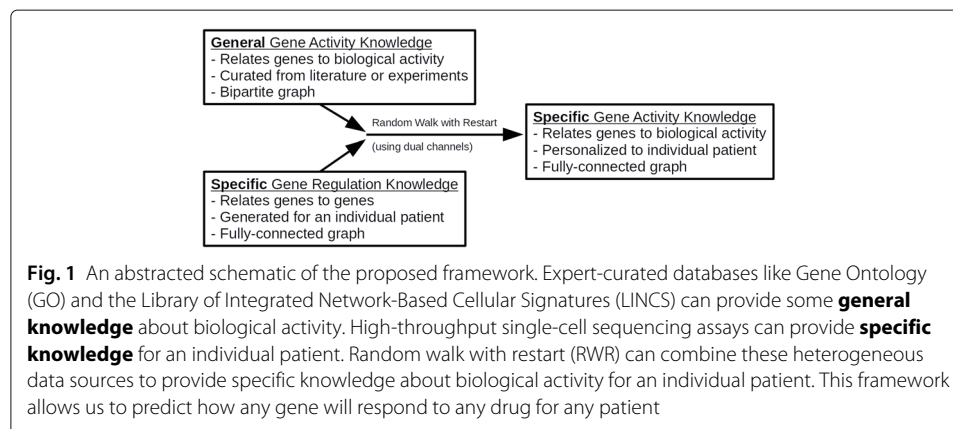 General Gene Activity Knowledge
- Relates genes to biological activity
- Curated from literature or experiments
- Bipartite graph
Random Walk with Restart
(using dual channels)
Specific Gene Activity Knowledge
- Relates genes to biological activity
- Personalized to individual patient
- Fully-connected graph
Specific Gene Regulation Knowledge
- Relates genes to genes
- Generated for an individual patient
- Fully-connected graph
Fig. 1 An abstracted schematic of the proposed framework. Expert-curated databases like Gene Ontology
(GO) and the Library of Integrated Network-Based Cellular Signatures (LINCS) can provide some general
knowledge about biological activity. High-throughput single-cell sequencing assays can provide specific
knowledge for an individual patient. Random walk with restart (RWR) can combine these heterogeneous
data sources to provide specific knowledge about biological activity for an individual patient. This framework
allows us to predict how any gene will respond to any drug for any patient